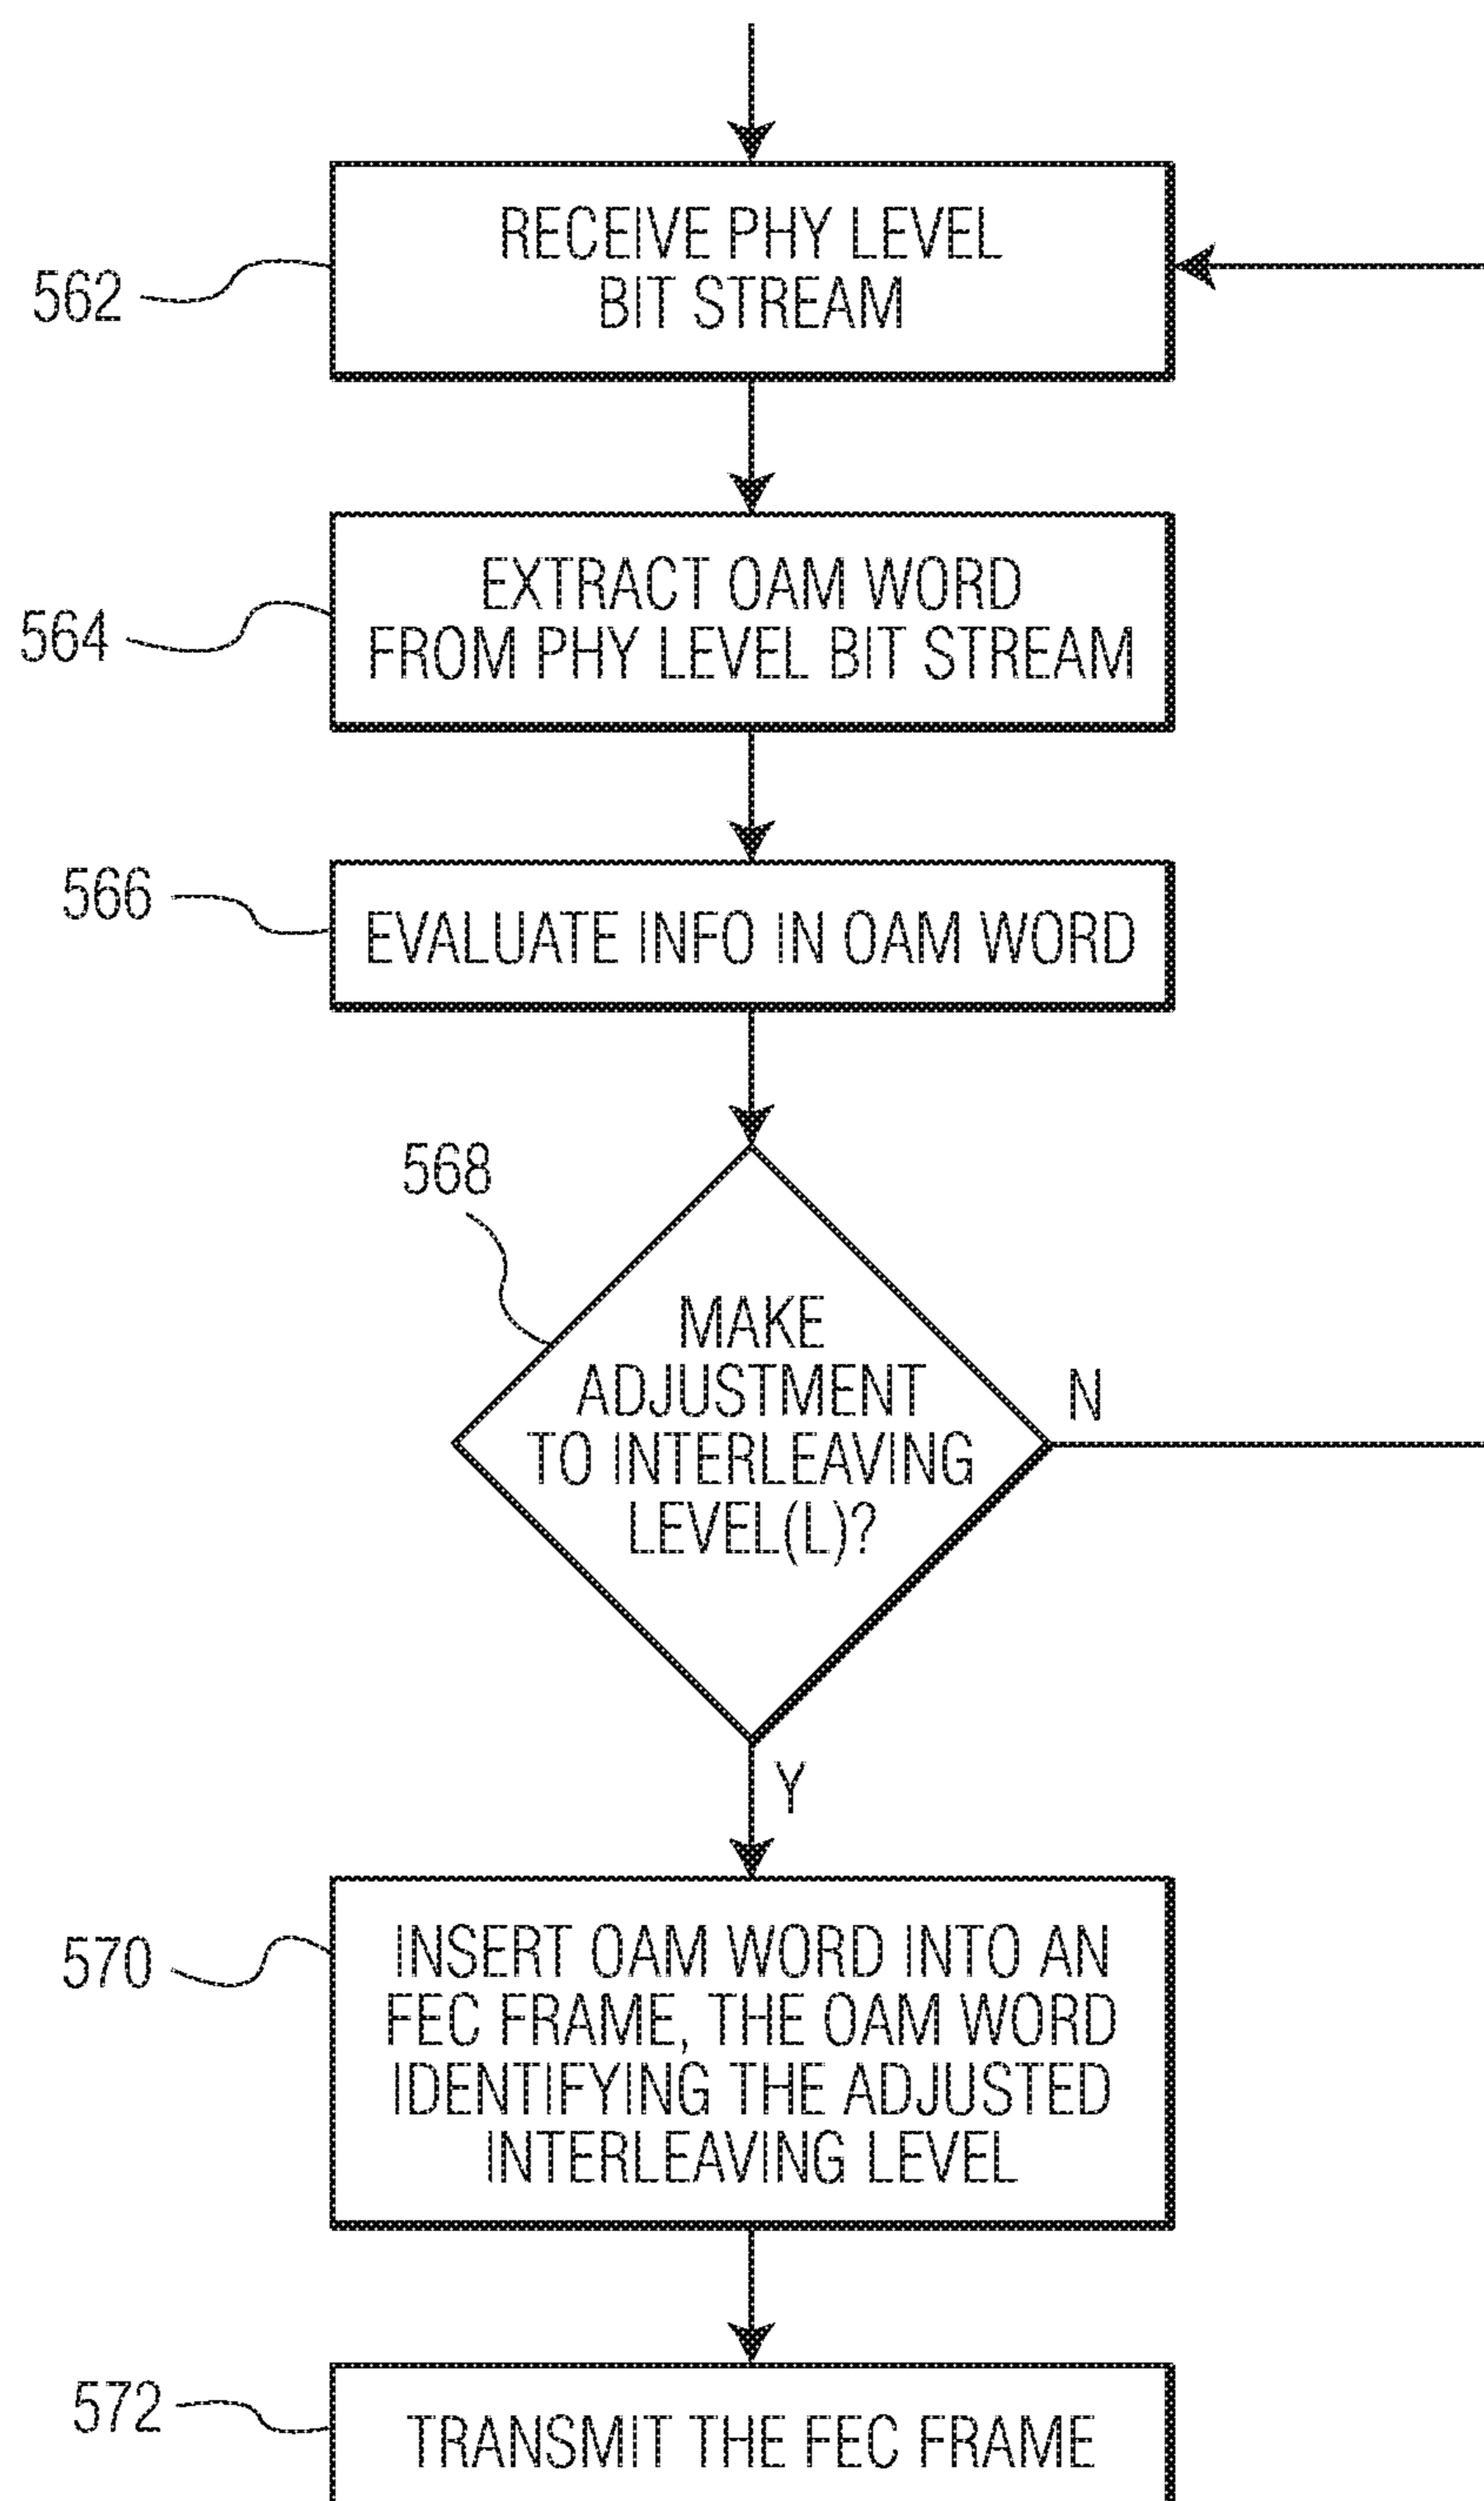 562
RECEIVE PHY LEVEL
BIT STREAM
564
EXTRACT OAM WORD
FROM PHY LEVEL BIT STREAM
566
EVALUATE INFO IN OAM WORD
568
MAKE
ADJUSTMENT
TO INTERLEAVING
LEVEL(L)?
N
Y
570
INSERT OAM WORD INTO AN
FEC FRAME, THE OAM WORD
IDENTIFYING THE ADJUSTED
INTERLEAVING LEVEL
572
TRANSMIT THE FEC FRAME